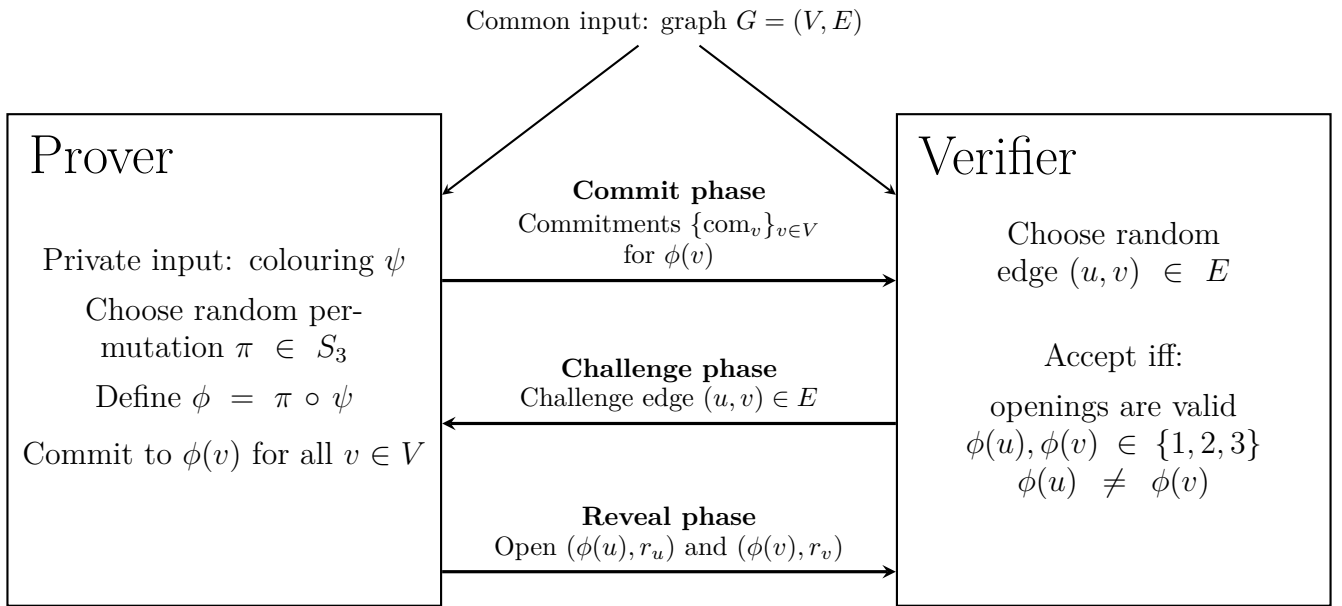 Common input: graph G = (V, E)
Prover
Private input: colouring ψ
Choose random per-
mutation π ∈ S₃
Define ϕ = π ∘ ψ
Commit to ϕ(v) for all v ∈ V
Commit phase
Commitments {com_v}_{v∈V}
for ϕ(v)
Challenge phase
Challenge edge (u, v) ∈ E
Reveal phase
Open (ϕ(u), r_u) and (ϕ(v), r_v)
Verifier
Choose random
edge (u, v) ∈ E
Accept iff:
openings are valid
ϕ(u), ϕ(v) ∈ {1, 2, 3}
ϕ(u) ≠ ϕ(v)